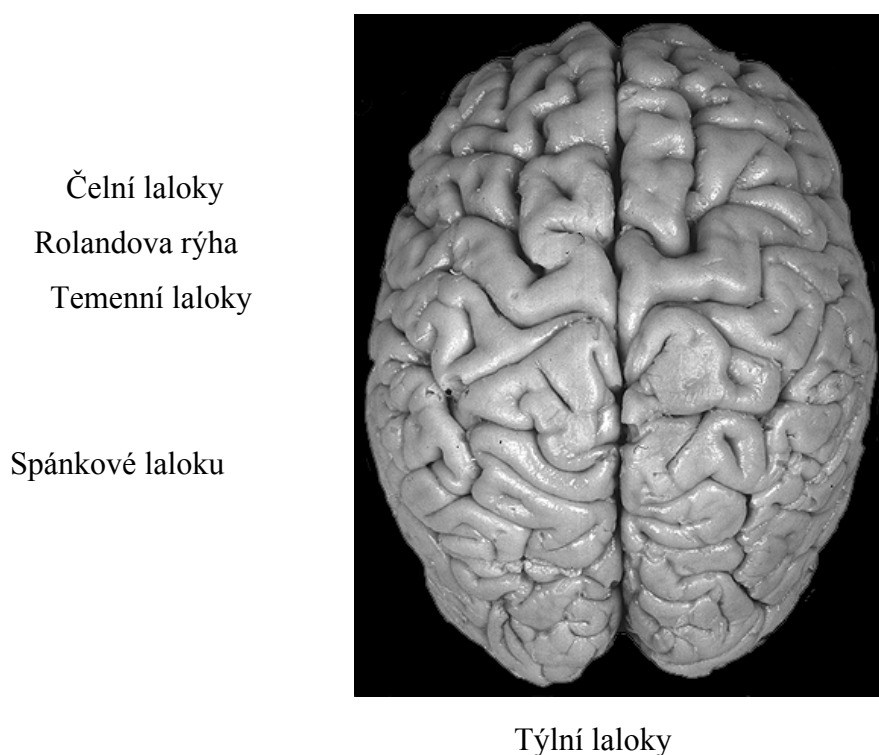 Čelní laloky
Rolandova rýha
Temenní laloky
Spánkové laloku
Týlní laloky